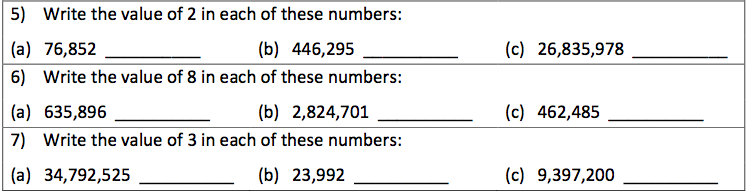 5) Write the value of 2 in each of these numbers:
(a) 76,852 __________ (b) 446,295 __________ (c) 26,835,978 __________
6) Write the value of 8 in each of these numbers:
(a) 635,896 __________ (b) 2,824,701 __________ (c) 462,485 __________
7) Write the value of 3 in each of these numbers:
(a) 34,792,525 __________ (b) 23,992 __________ (c) 9,397,200 __________